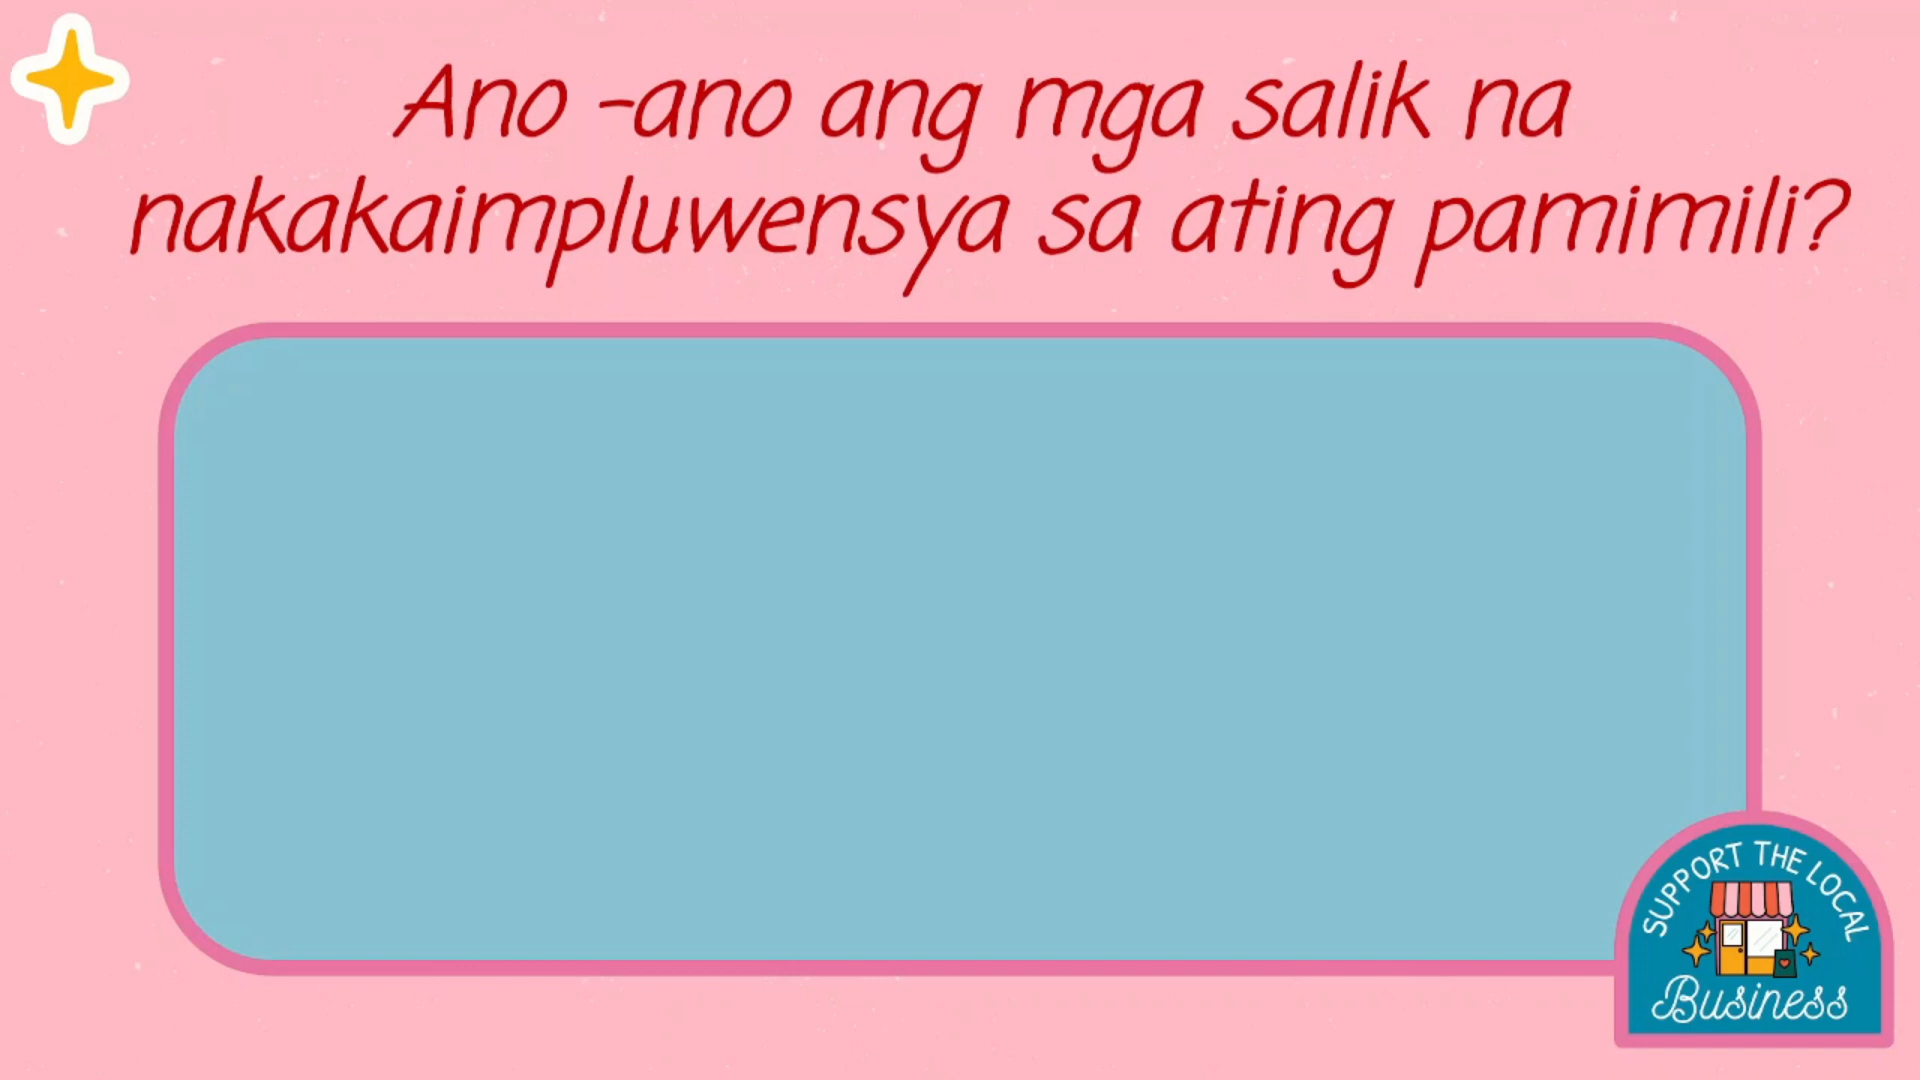 Ano -ano ang mga salik na
nakakaimpluwensya sa ating pamimili?
SUPPORT THE LOCAL
Business